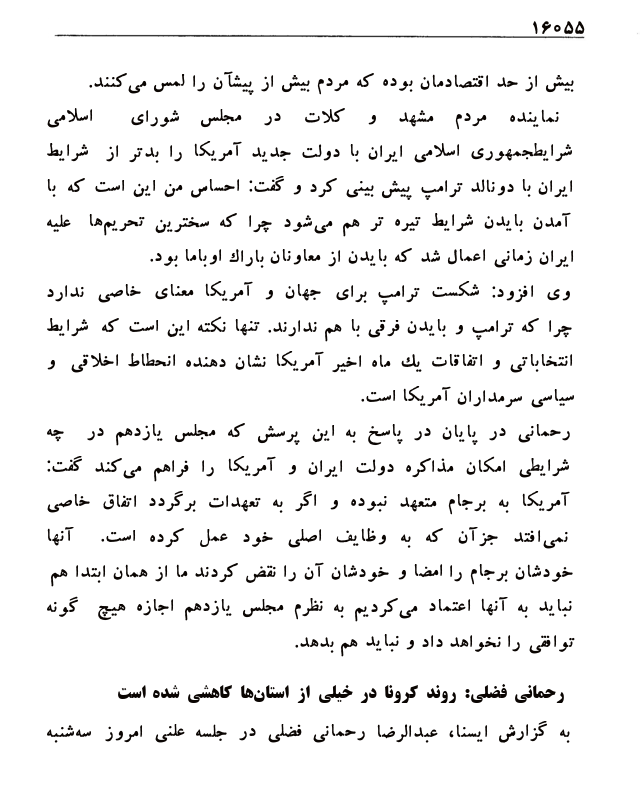 ۱۶۰۵۵
بیش از حد اقتصادمان بوده که مردم بیش از پیشآن را لمس می‌کنند.
نماینده مردم مشهد و کلات در مجلس شورای اسلامی
شرایطجمهوری اسلامی ایران با دولت جدید آمریکا را بدتر از شرایط
ایران با دونالد ترامپ پیش بینی کرد و گفت: احساس من این است که با
آمدن بایدن شرایط تیره تر هم می‌شود چرا که سخترین تحریم‌ها علیه
ایران زمانی اعمال شد که بایدن از معاونان باراك اوباما بود.
وی افزود: شکست ترامپ برای جهان و آمریکا معنای خاصی ندارد
چرا که ترامپ و بایدن فرقی با هم ندارند. تنها نکته این است که شرایط
انتخاباتی و اتفاقات یك ماه اخیر آمریکا نشان دهنده انحطاط اخلاقی و
سیاسی سرمداران آمریکا است.
رحمانی در پایان در پاسخ به این پرسش که مجلس یازدهم در چه
شرایطی امکان مذاکره دولت ایران و آمریکا را فراهم می‌کند گفت:
آمریکا به برجام متعهد نبوده و اگر به تعهدات برگردد اتفاق خاصی
نمی‌افتد جزآن که به وظایف اصلی خود عمل کرده است. آنها
خودشان برجام را امضا و خودشان آن را نقض کردند ما از همان ابتدا هم
نباید به آنها اعتماد می‌کردیم به نظرم مجلس یازدهم اجازه هیچ گونه
توافقی را نخواهد داد و نباید هم بدهد.
رحمانی فضلی: روند کرونا در خیلی از استان‌ها کاهشی شده است
به گزارش ایسنا، عبدالرضا رحمانی فضلی در جلسه علنی امروز سه‌شنبه